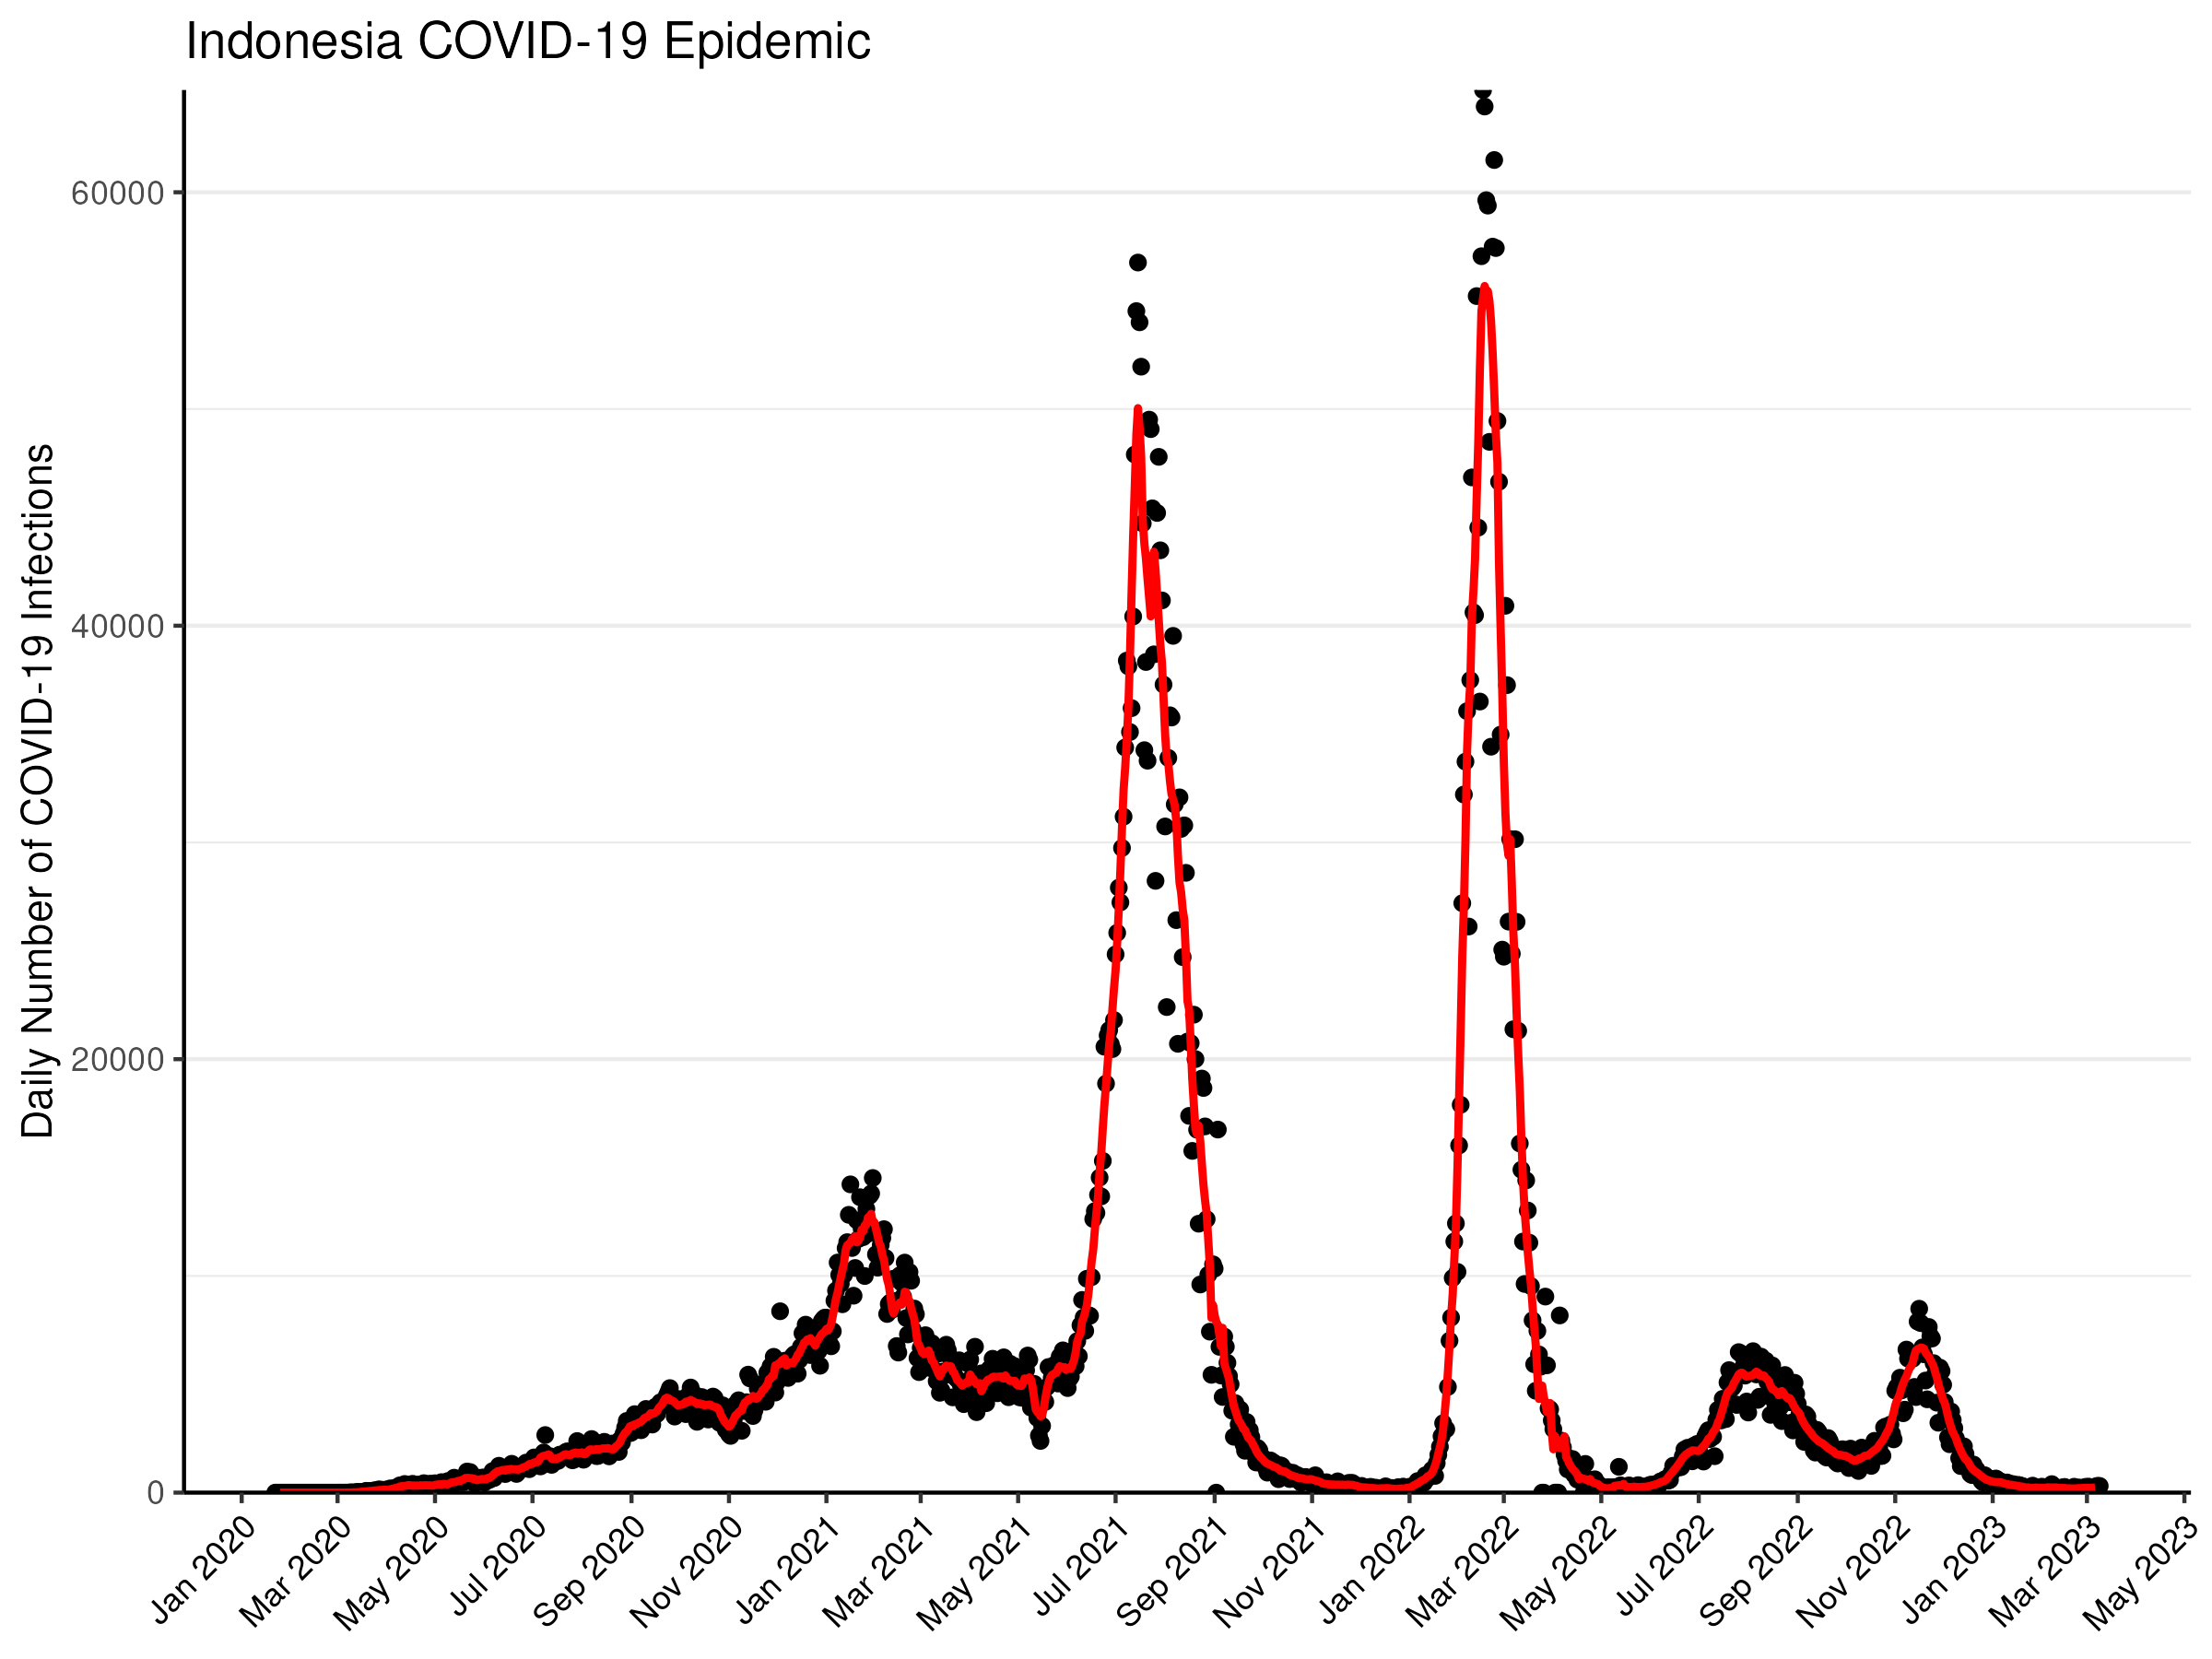 Indonesia COVID-19 Epidemic
Daily Number of COVID-19 Infections
60000
40000
20000
0
Jan 2020
Mar 2020
May 2020
Jul 2020
Sep 2020
Nov 2020
Jan 2021
Mar 2021
May 2021
Jul 2021
Sep 2021
Nov 2021
Jan 2022
Mar 2022
May 2022
Jul 2022
Sep 2022
Nov 2022
Jan 2023
Mar 2023
May 2023